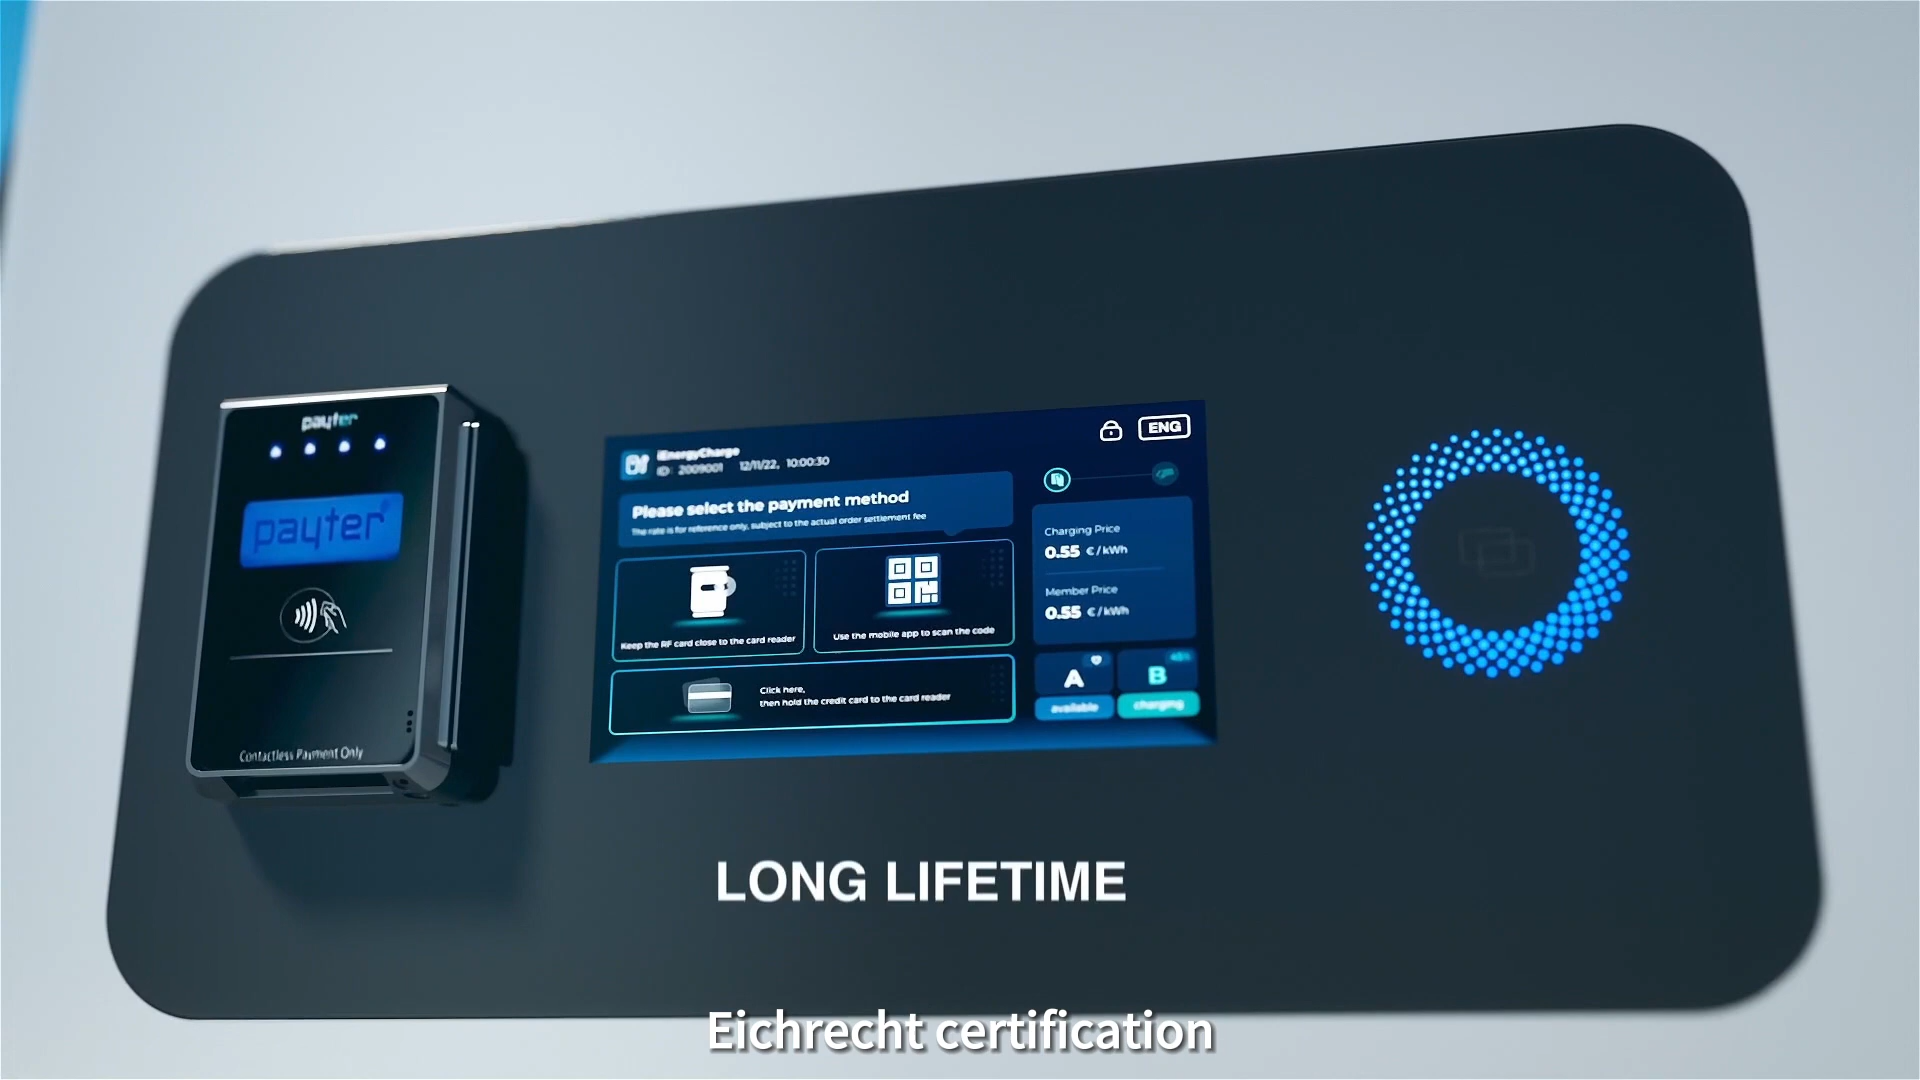 payter
payter
Contactless Payment Only
iEnergyCharge
ID: 2009001 12/11/22, 10:00:30
ENG
Please select the payment method
The rate is for reference only, subject to the actual order settlement fee
Keep the RF card close to the card reader
Use the mobile app to scan the code
Click here,
then hold the credit card to the card reader
Charging Price
0.55 €/kWh
Member Price
0.55 €/kWh
A
available
B
charging
LONG LIFETIME
Eichrecht certification